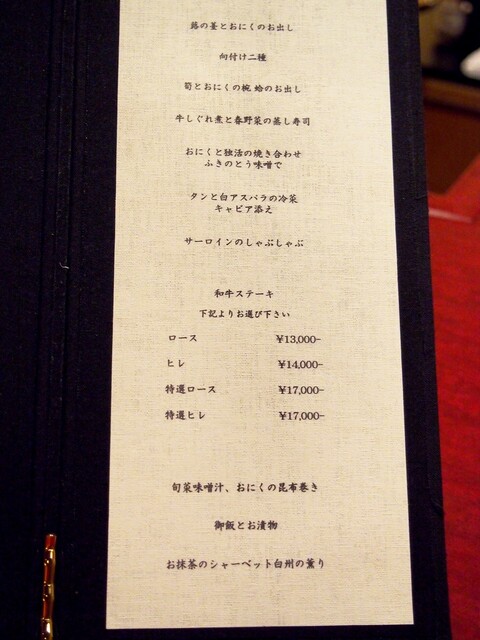 蕗の薹とおにくのお出し
向付け二種
筍とおにくの椀 蛤のお出し
牛しぐれ煮と春野菜の蒸し寿司
おにくと独活の焼き合わせ
ふきのとう味噌で
タンと白アスパラの冷菜
キャビア添え
サーロインのしゃぶしゃぶ
和牛ステーキ
下記よりお選び下さい
ロース ¥13,000-
ヒレ ¥14,000-
特選ロース ¥17,000-
特選ヒレ ¥17,000-
旬菜味噌汁、おにくの昆布巻き
御飯とお漬物
お抹茶のシャーベット白州の薫り